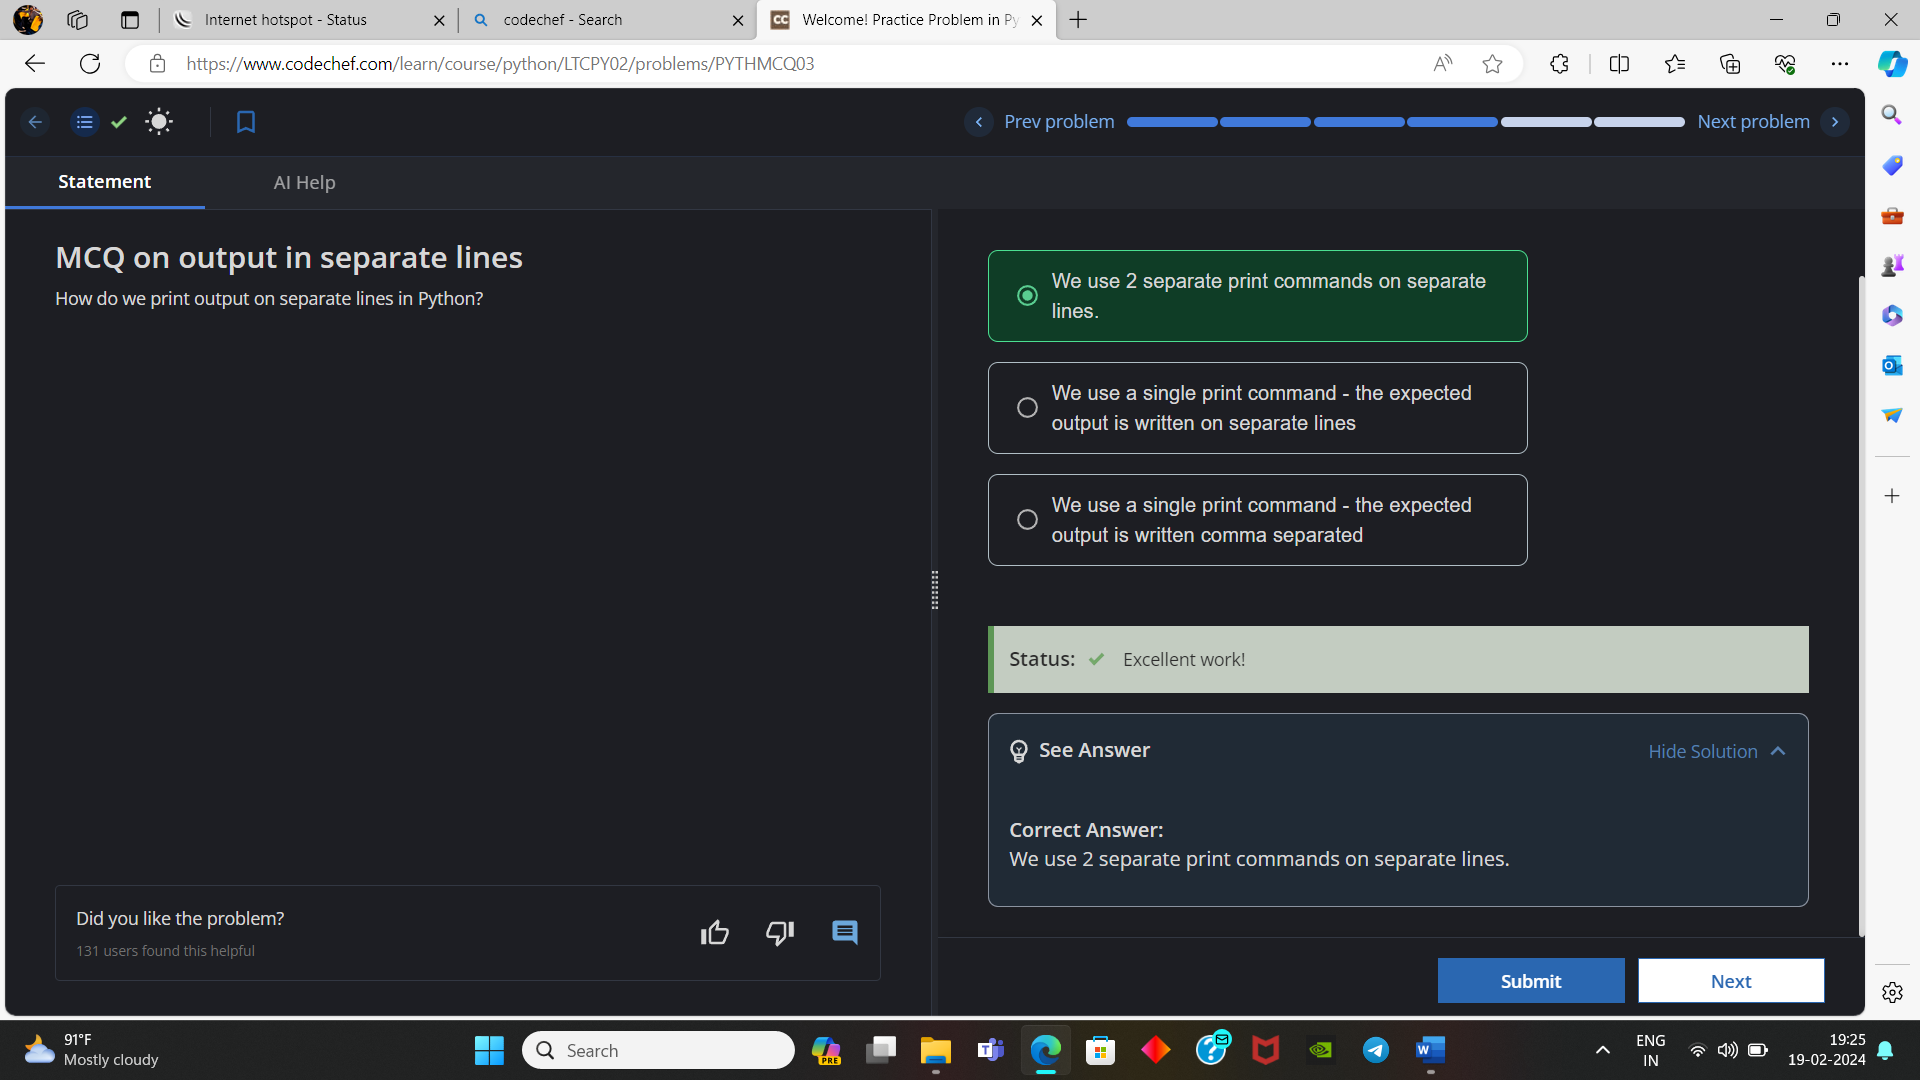 Internet hotspot - Status
codechef - Search
CC
Welcome! Practice Problem in Py
https://www.codechef.com/learn/course/python/LTCPY02/problems/PYTHMCQ03
Prev problem
Next problem
Statement
AI Help
MCQ on output in separate lines
How do we print output on separate lines in Python?
We use 2 separate print commands on separate
lines.
We use a single print command - the expected
output is written on separate lines
We use a single print command - the expected
output is written comma separated
Status:
Excellent work!
See Answer
Hide Solution
Correct Answer:
We use 2 separate print commands on separate lines.
Did you like the problem?
131 users found this helpful
Submit
Next
91°F
Mostly cloudy
Search
PRE
ENG
IN
19:25
19-02-2024